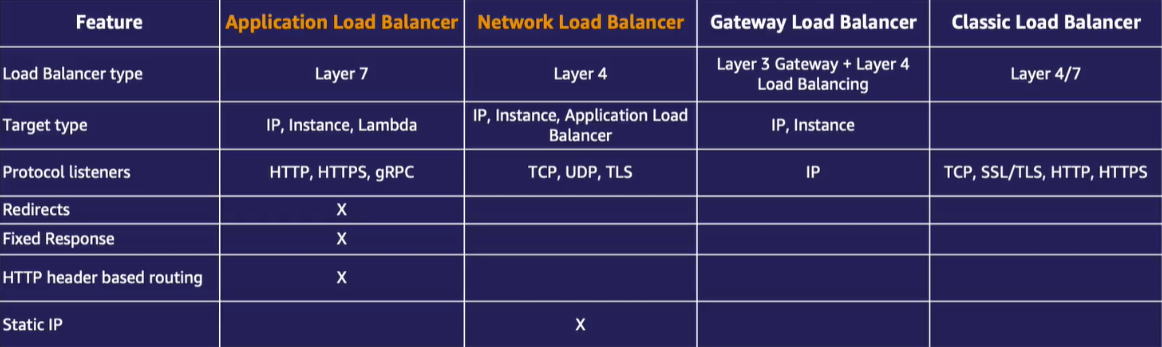 Feature Application Load Balancer Network Load Balancer Gateway Load Balancer Classic Load Balancer
Load Balancer type Layer 7 Layer 4 Layer 3 Gateway + Layer 4 Load Balancing Layer 4/7
Target type IP, Instance, Lambda IP, Instance, Application Load Balancer IP, Instance
Protocol listeners HTTP, HTTPS, gRPC TCP, UDP, TLS IP TCP, SSL/TLS, HTTP, HTTPS
Redirects X
Fixed Response X
HTTP header based routing X
Static IP X